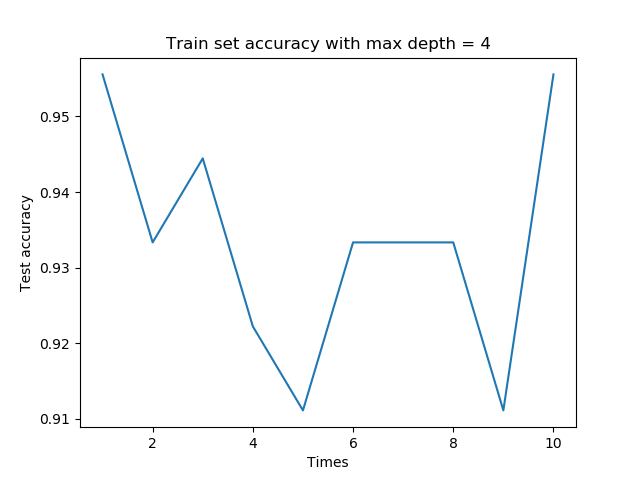 Train set accuracy with max depth = 4
Test accuracy
0.95
0.94
0.93
0.92
0.91
2 4 6 8 10
Times